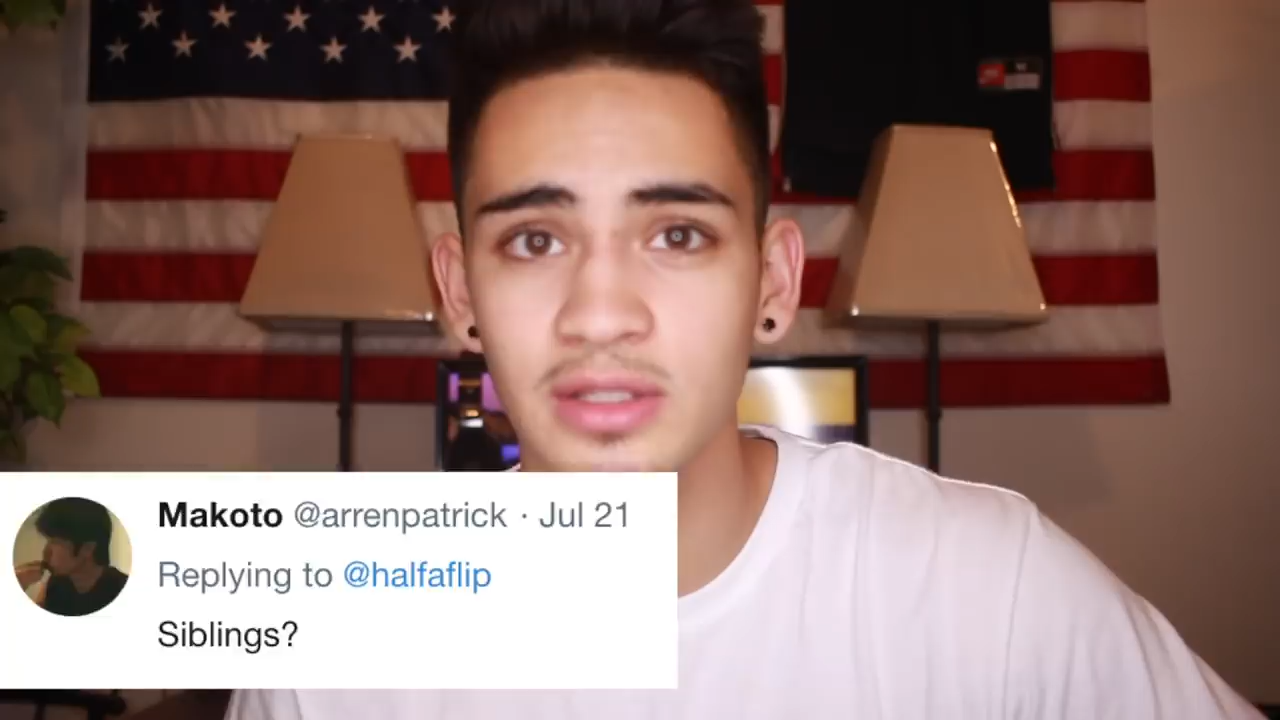 Makoto @arrenpatrick · Jul 21
Replying to @halfaflip
Siblings?